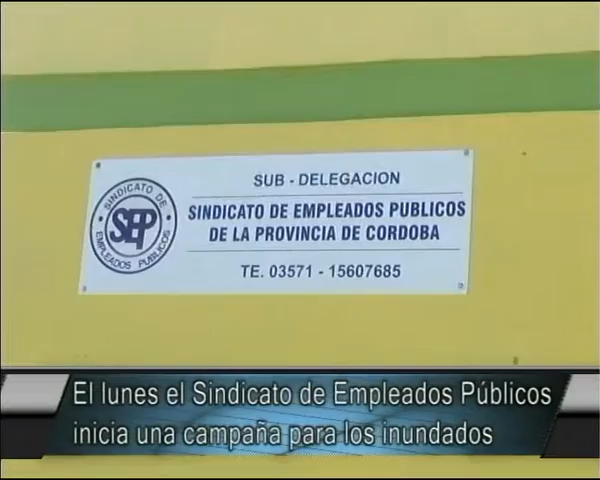 SUB - DELEGACION
SINDICATO DE EMPLEADOS PUBLICOS
DE LA PROVINCIA DE CORDOBA
TE. 03571 - 15607685
SINDICATO DE
SEP
EMPLEADOS PUBLICOS
El lunes el Sindicato de Empleados Públicos
inicia una campaña para los inundados